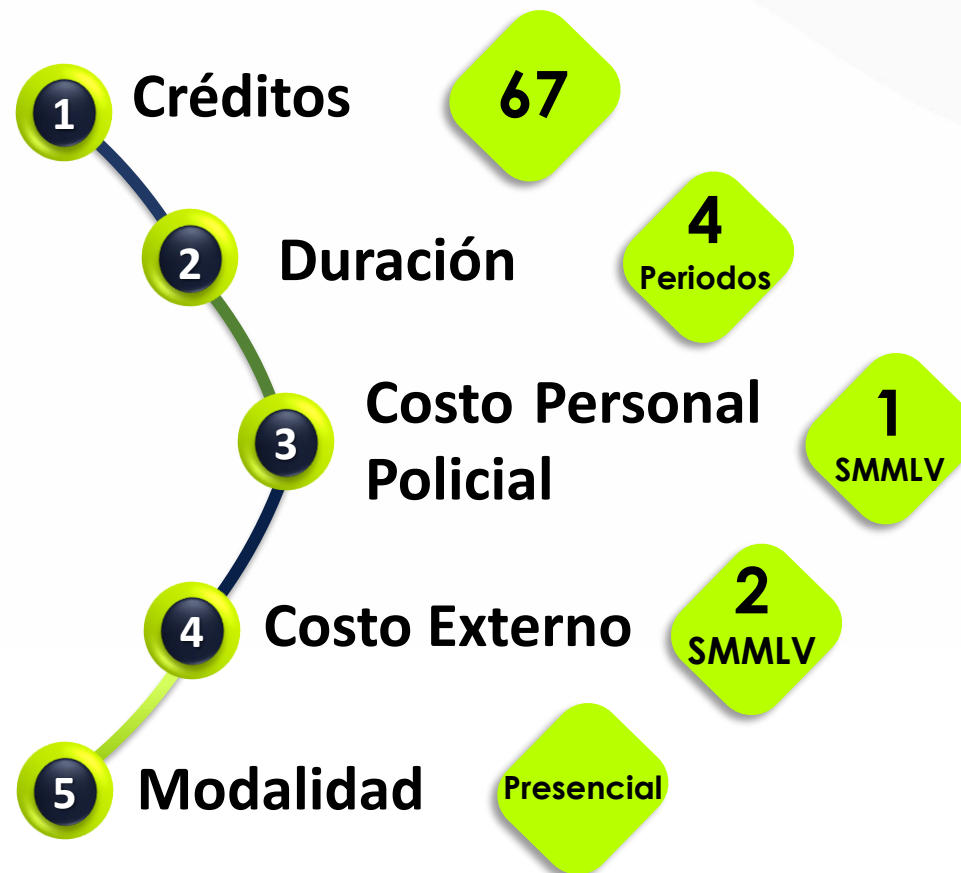 1 Créditos 67
2 Duración 4
Periodos
3 Costo Personal
Policial
1
SMMLV
4 Costo Externo 2
SMMLV
5 Modalidad Presencial